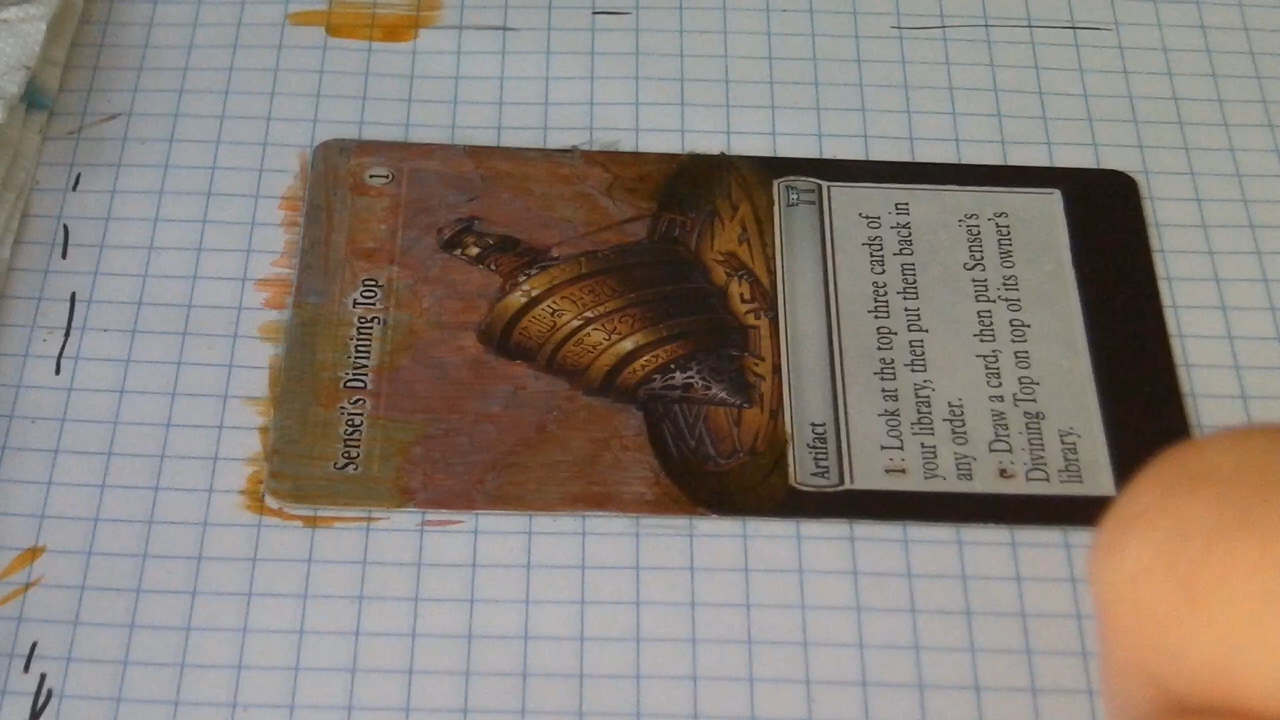 Sensei's Divining Top 1
Artifact
1: Look at the top three cards of
your library, then put them back in
any order.
: Draw a card, then put Sensei's
Divining Top on top of its owner's
library.